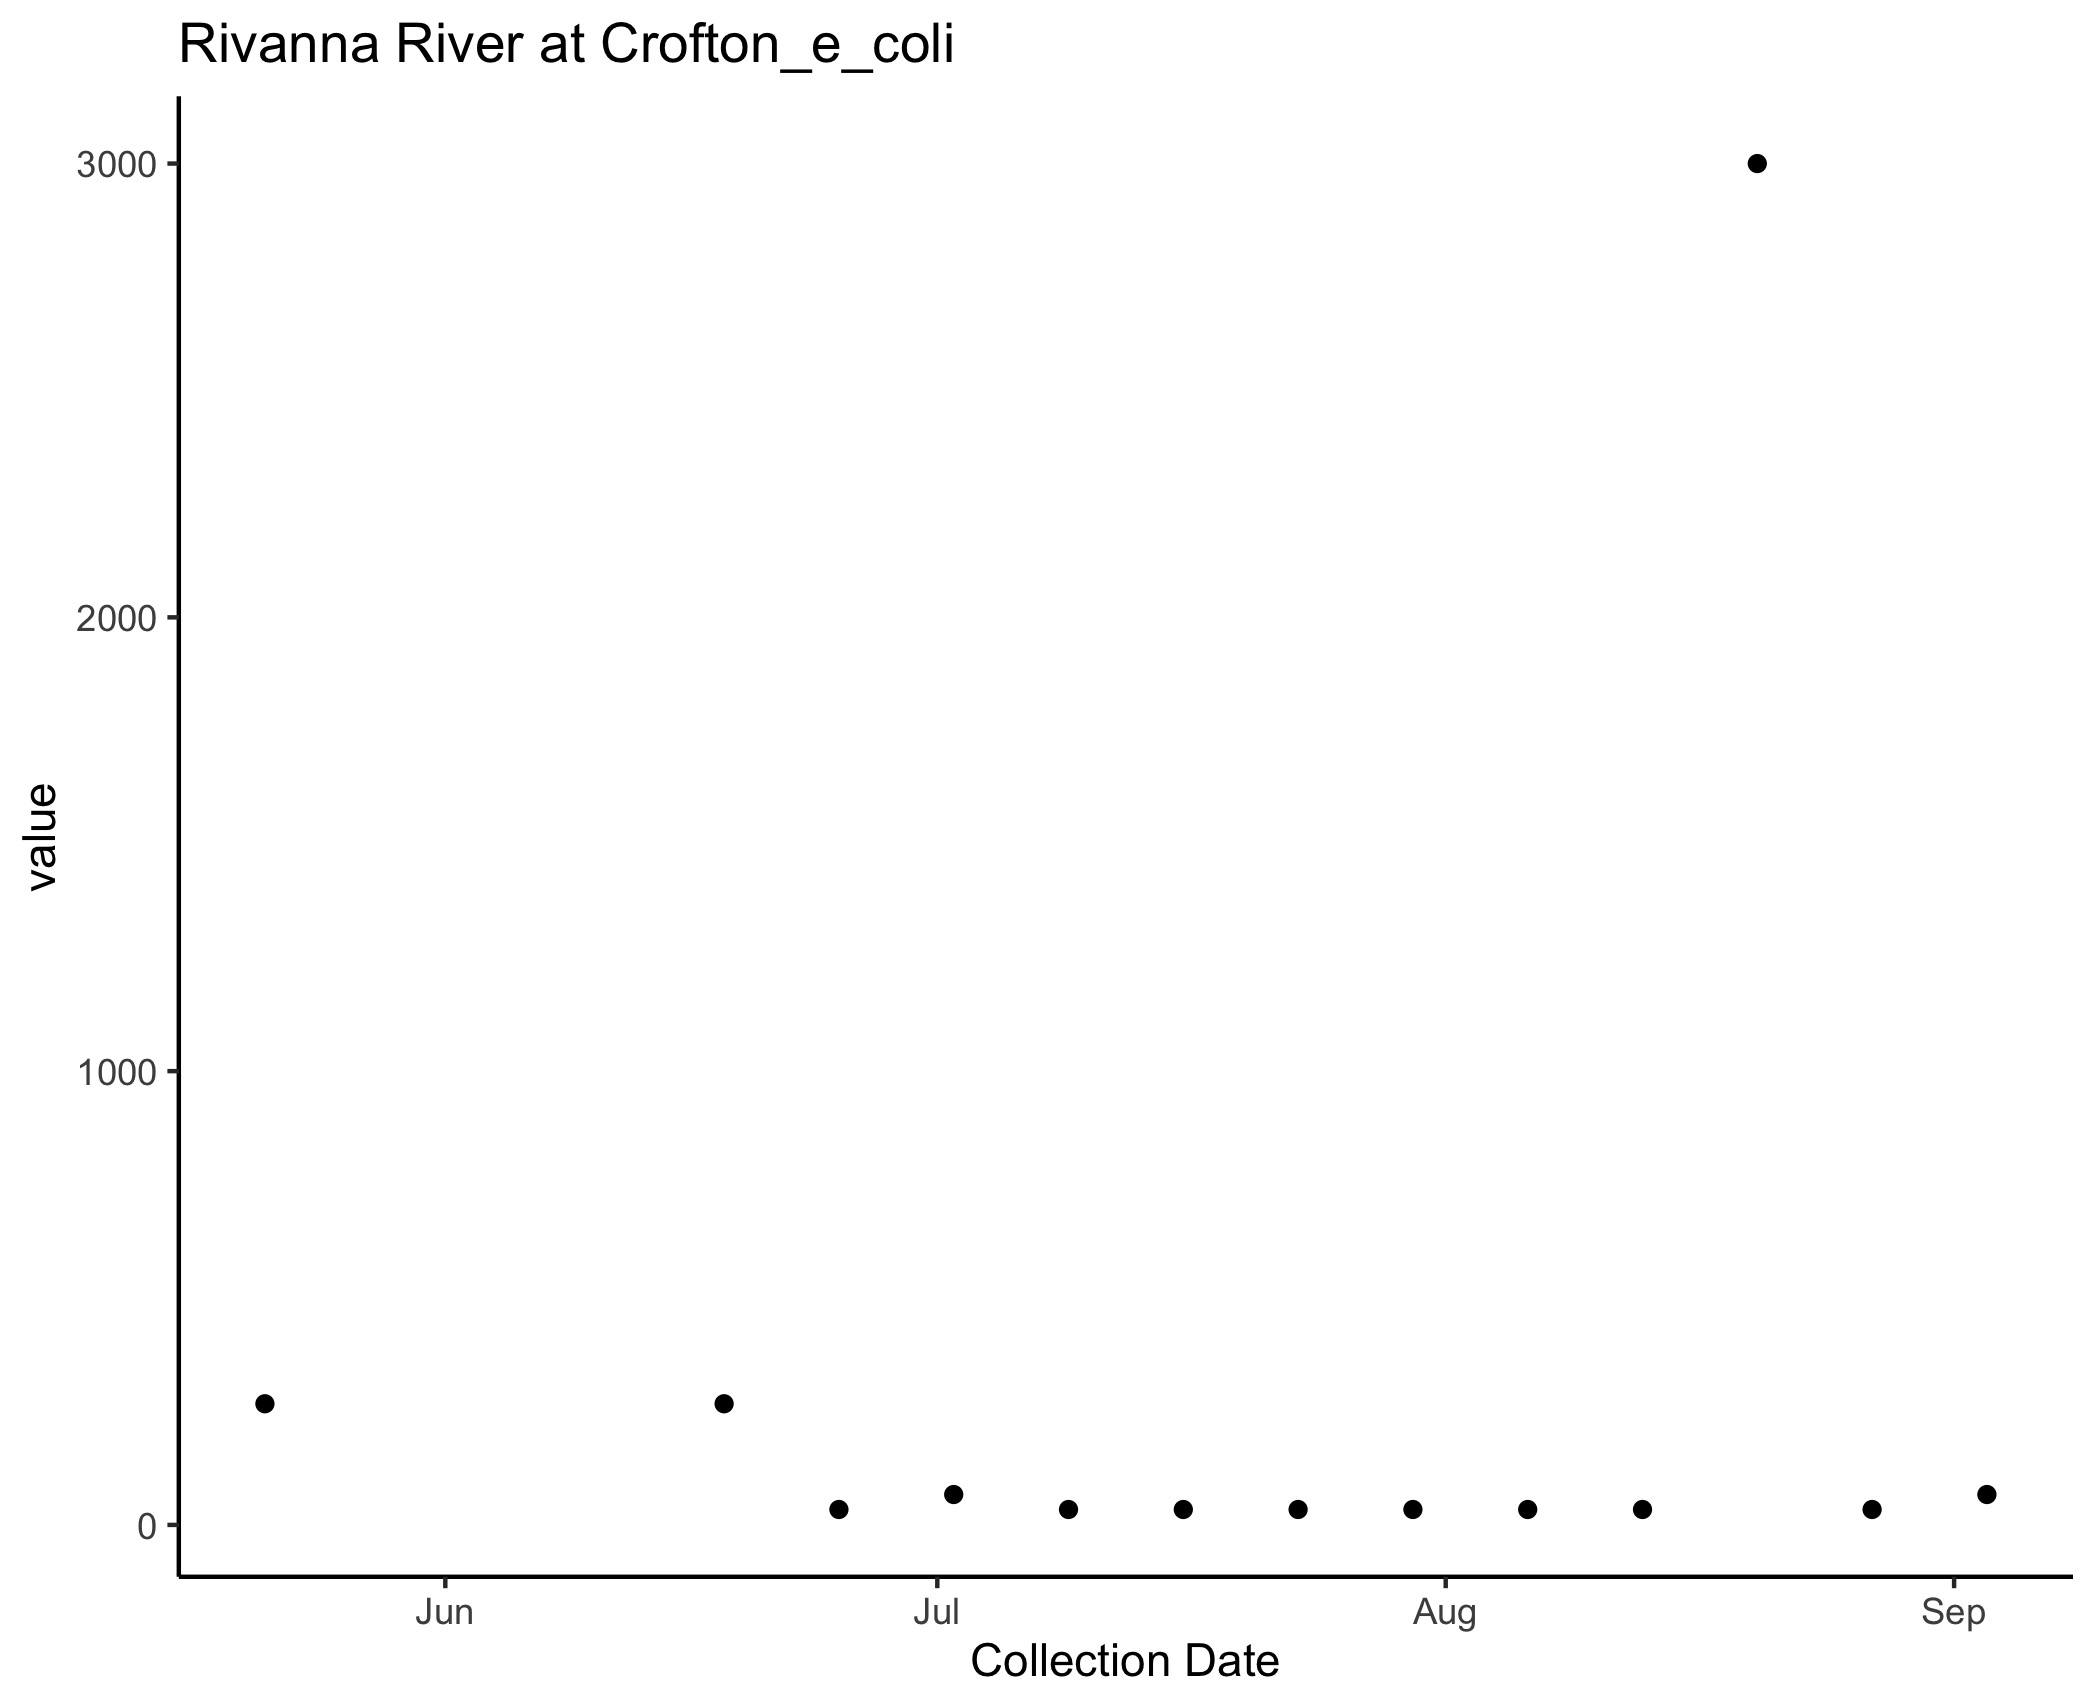 Rivanna River at Crofton_e_coli
3000
2000
1000
0
value
Jun Jul Aug Sep
Collection Date